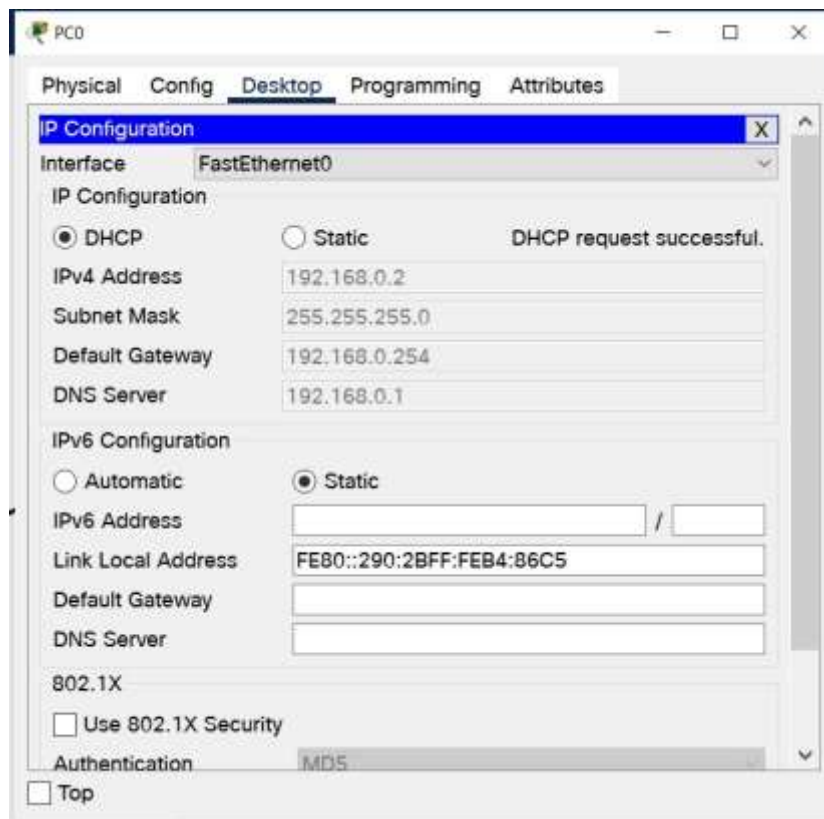 PC0
Physical Config Desktop Programming Attributes
IP Configuration X
Interface FastEthernet0
IP Configuration
DHCP Static DHCP request successful.
IPv4 Address 192.168.0.2
Subnet Mask 255.255.255.0
Default Gateway 192.168.0.254
DNS Server 192.168.0.1
IPv6 Configuration
Automatic Static
IPv6 Address /
Link Local Address FE80::290:2BFF:FEB4:86C5
Default Gateway
DNS Server
802.1X
Use 802.1X Security
Authentication MD5
Top